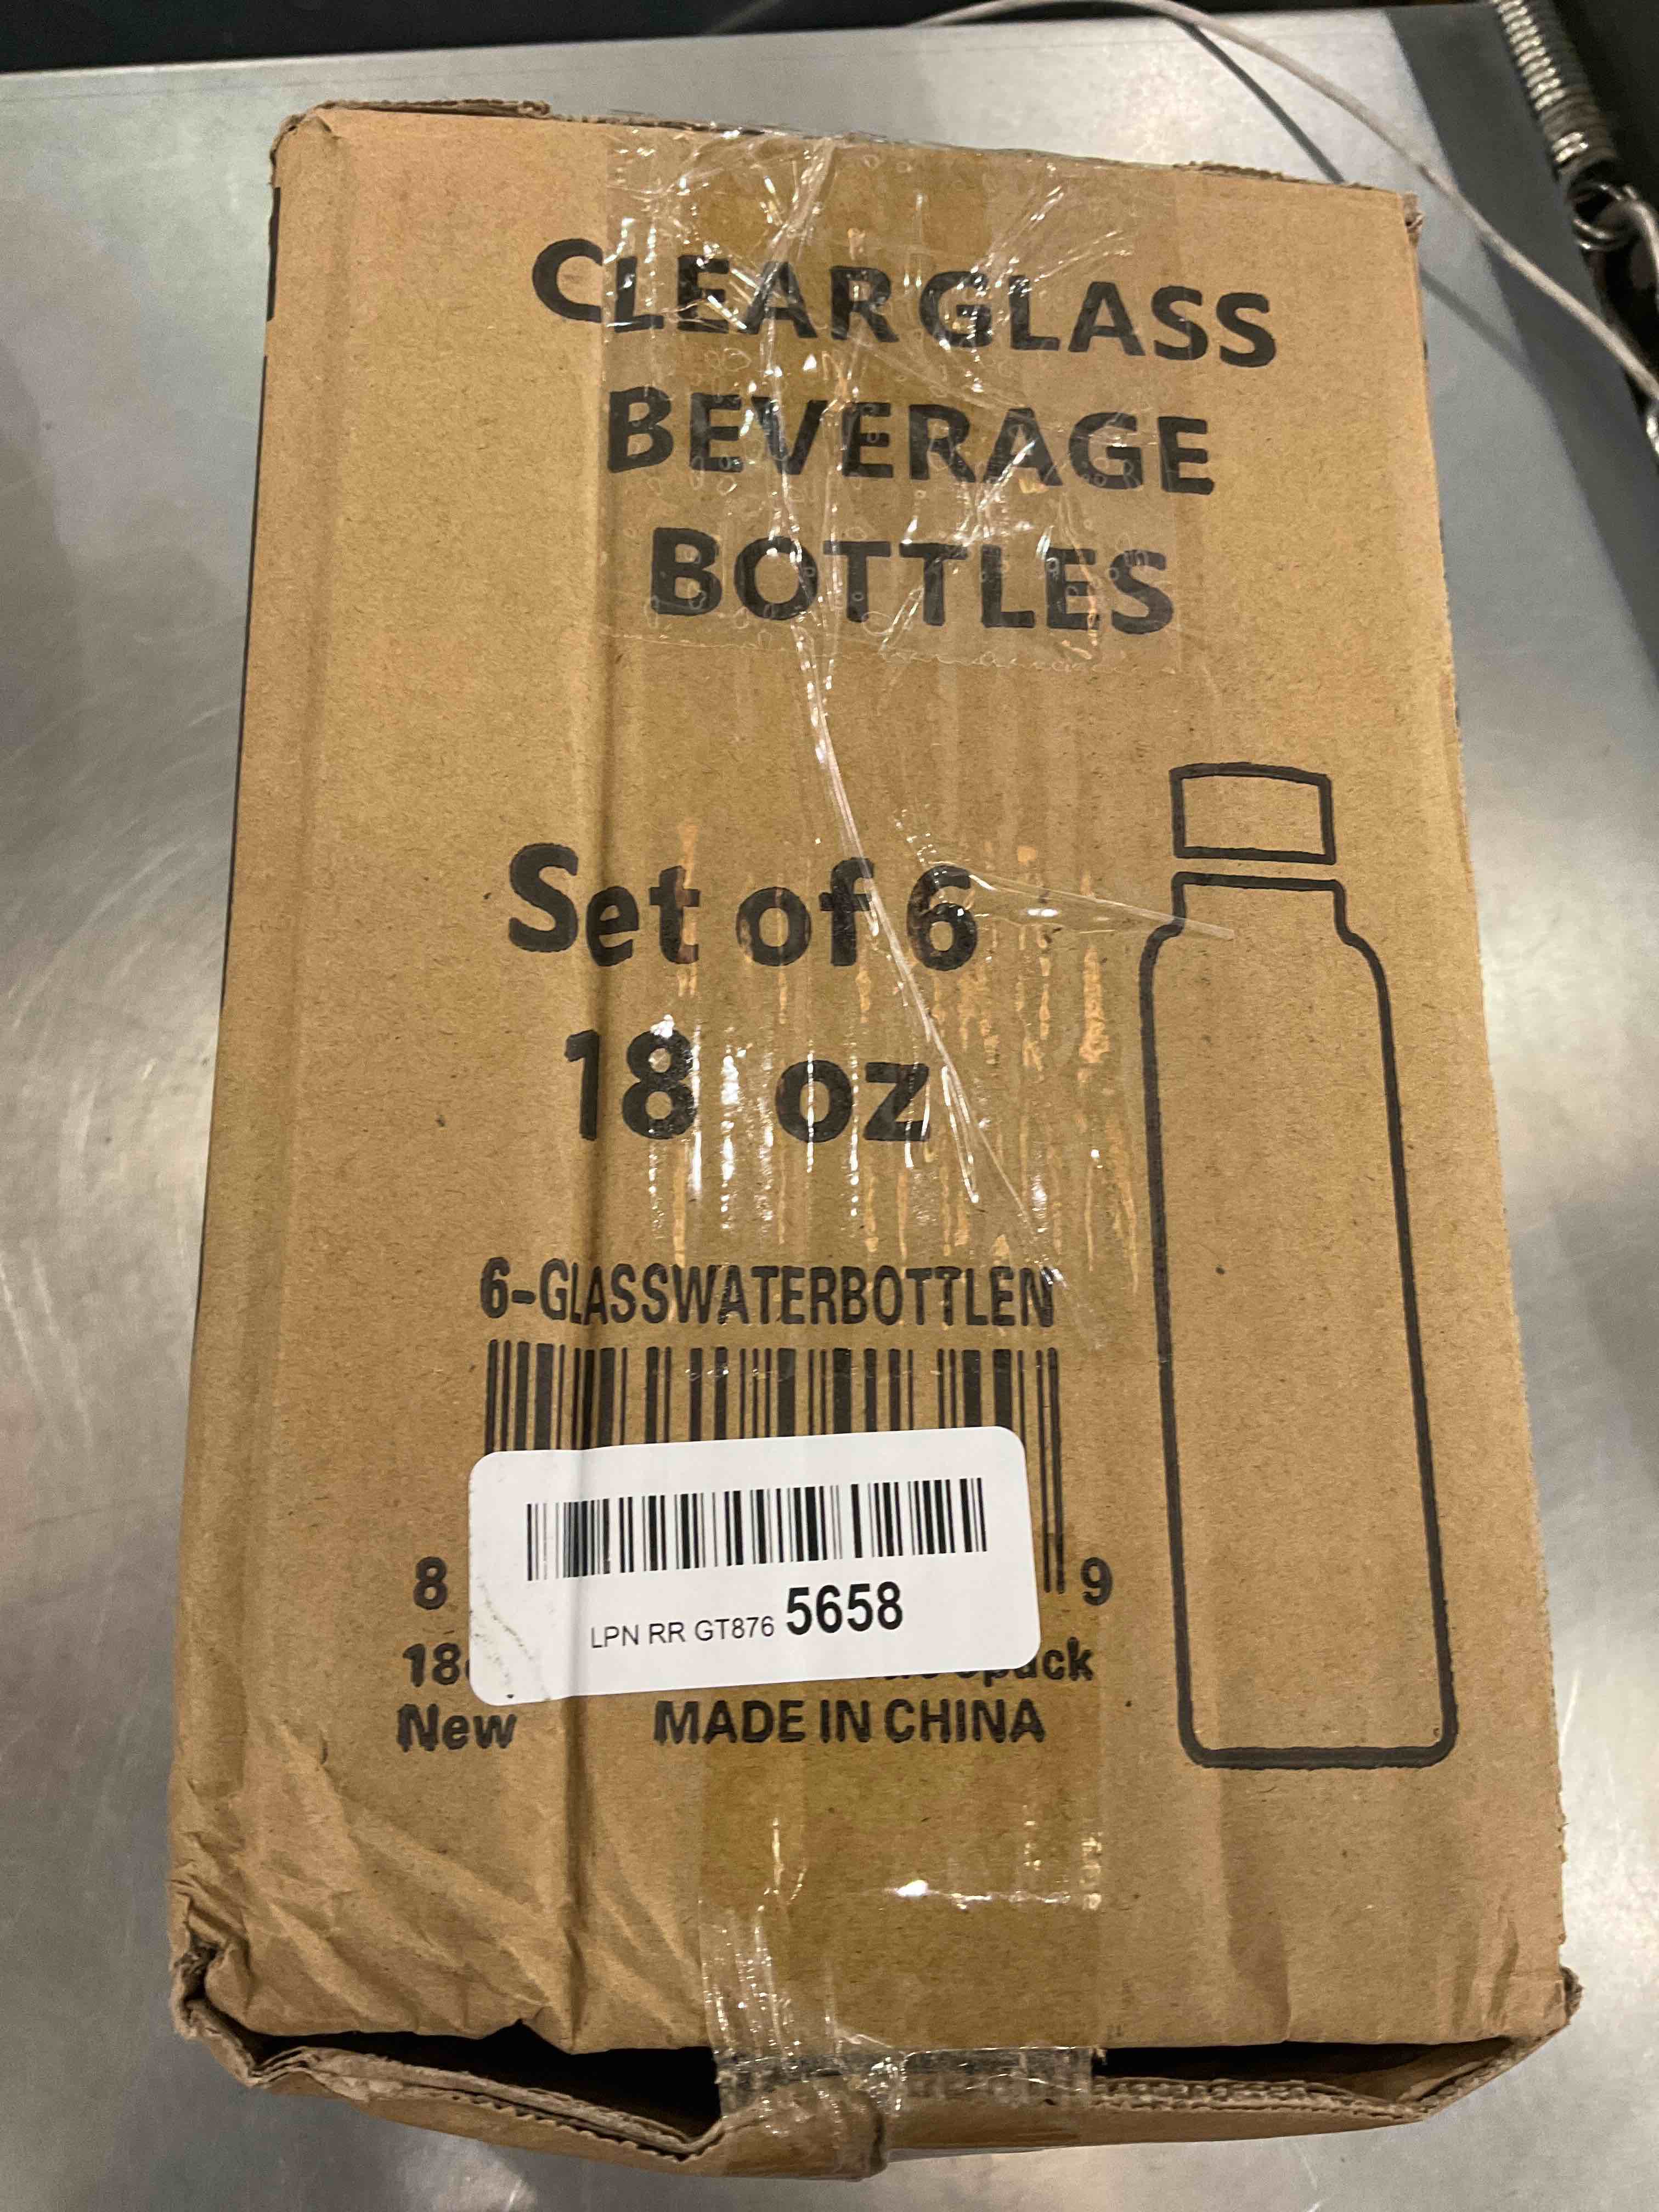 CLEAR GLASS
BEVERAGE
BOTTLES
Set of 6
18 oz
6-GLASSWATERBOTTLEN
8 9
LPN RR GT876 5658
18
New MADE IN CHINA